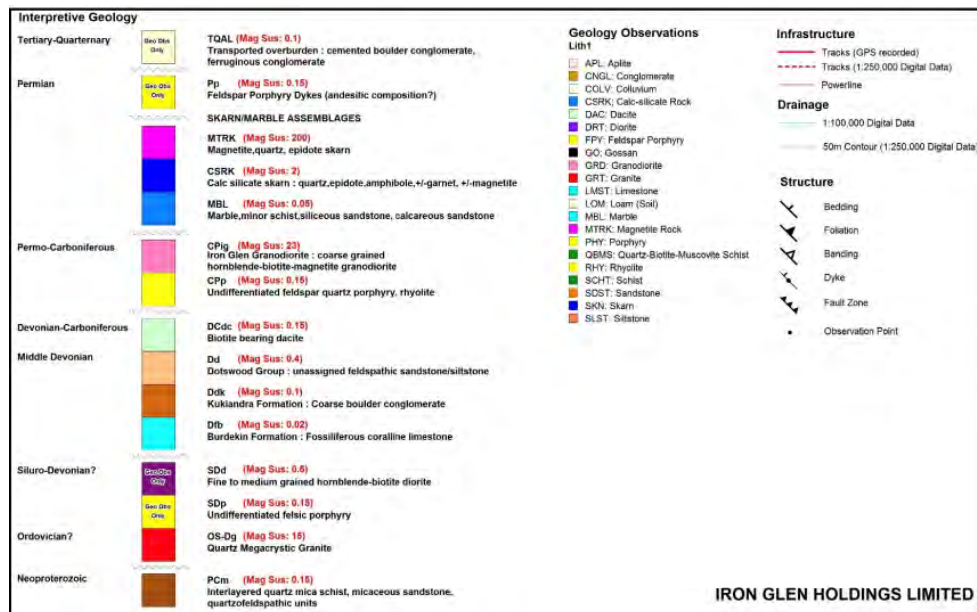 Interpretive Geology
Tertiary-Quarternary
Geo Obs
Only
TQAL (Mag Sus: 0.1)
Transported overburden : cemented boulder conglomerate,
ferruginous conglomerate
Permian
Geo Obs
Only
Pp (Mag Sus: 0.15)
Feldspar Porphyry Dykes (andesitic composition?)
SKARN/MARBLE ASSEMBLAGES
MTRK (Mag Sus: 200)
Magnetite,quartz, epidote skarn
CSRK (Mag Sus: 2)
Calc silicate skarn : quartz,epidote,amphibole,+/-garnet, +/-magnetite
MBL (Mag Sus: 0.05)
Marble,minor schist,siliceous sandstone, calcareous sandstone
Permo-Carboniferous
CPig (Mag Sus: 23)
Iron Glen Granodiorite : coarse grained
hornblende-biotite-magnetite granodiorite
CPp (Mag Sus: 0.15)
Undifferentiated feldspar quartz porphyry, rhyolite
Devonian-Carboniferous
DCdc (Mag Sus: 0.15)
Biotite bearing dacite
Middle Devonian
Dd (Mag Sus: 0.4)
Dotswood Group : unassigned feldspathic sandstone/siltstone
Ddk (Mag Sus: 0.1)
Kukiandra Formation : Coarse boulder conglomerate
Dfb (Mag Sus: 0.02)
Burdekin Formation : Fossiliferous coralline limestone
Siluro-Devonian?
Geo Obs
Only
SDd (Mag Sus: 0.5)
Fine to medium grained hornblende-biotite diorite
Geo Obs
Only
SDp (Mag Sus: 0.15)
Undifferentiated felsic porphyry
Ordovician?
OS-Dg (Mag Sus: 15)
Quartz Megacrystic Granite
Neoproterozoic
PCm (Mag Sus: 0.15)
Interlayered quartz mica schist, micaceous sandstone,
quartzofeldspathic units
Geology Observations
Lith1
APL: Aplite
CNGL: Conglomerate
COLV: Colluvium
CSRK; Calc-silicate Rock
DAC: Dacite
DRT: Diorite
FPY: Feldspar Porphyry
GO: Gossan
GRD: Granodiorite
GRT: Granite
LMST: Limestone
LOM: Loam (Soil)
MBL: Marble
MTRK: Magnetite Rock
PHY: Porphyry
QBMS: Quartz-Biotite-Muscovite Schist
RHY: Rhyolite
SCHT: Schist
SDST: Sandstone
SKN: Skarn
SLST: Siltstone
Infrastructure
Tracks (GPS recorded)
Tracks (1:250,000 Digital Data)
Powerline
Drainage
1:100,000 Digital Data
50m Contour (1:250.000 Digital Data)
Structure
Bedding
Foliation
Banding
Dyke
Fault Zone
Observation Point
IRON GLEN HOLDINGS LIMITED